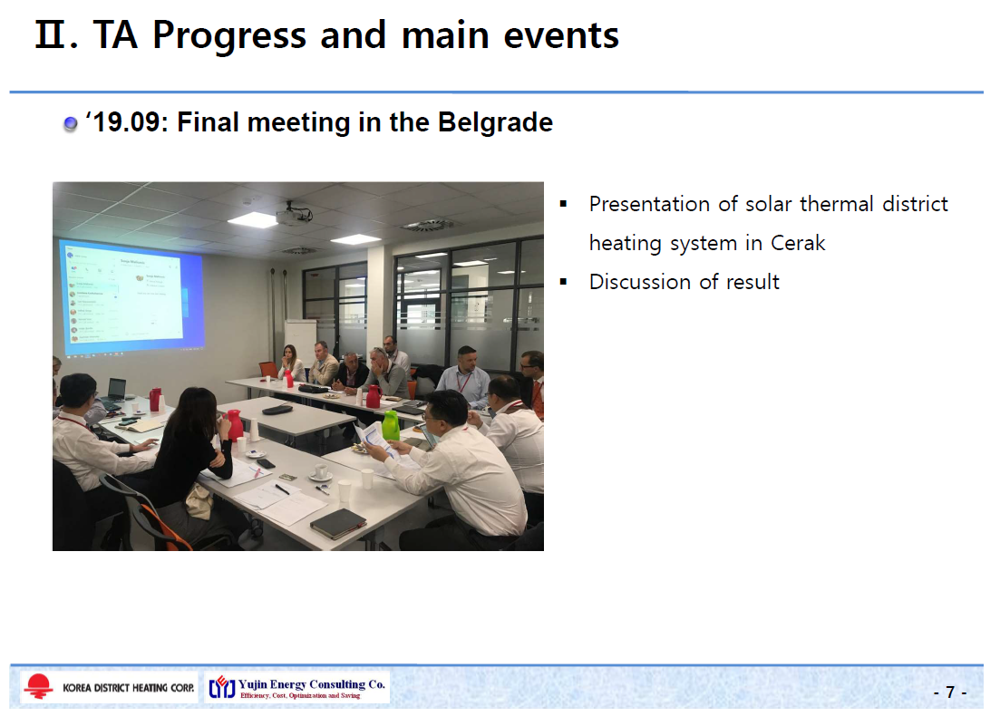 Ⅱ. TA Progress and main events
‘19.09: Final meeting in the Belgrade
▪ Presentation of solar thermal district
heating system in Cerak
▪ Discussion of result
KOREA DISTRICT HEATING CORP.
Yujin Energy Consulting Co.
Efficiency, Cost, Optimization and Saving
- 7 -